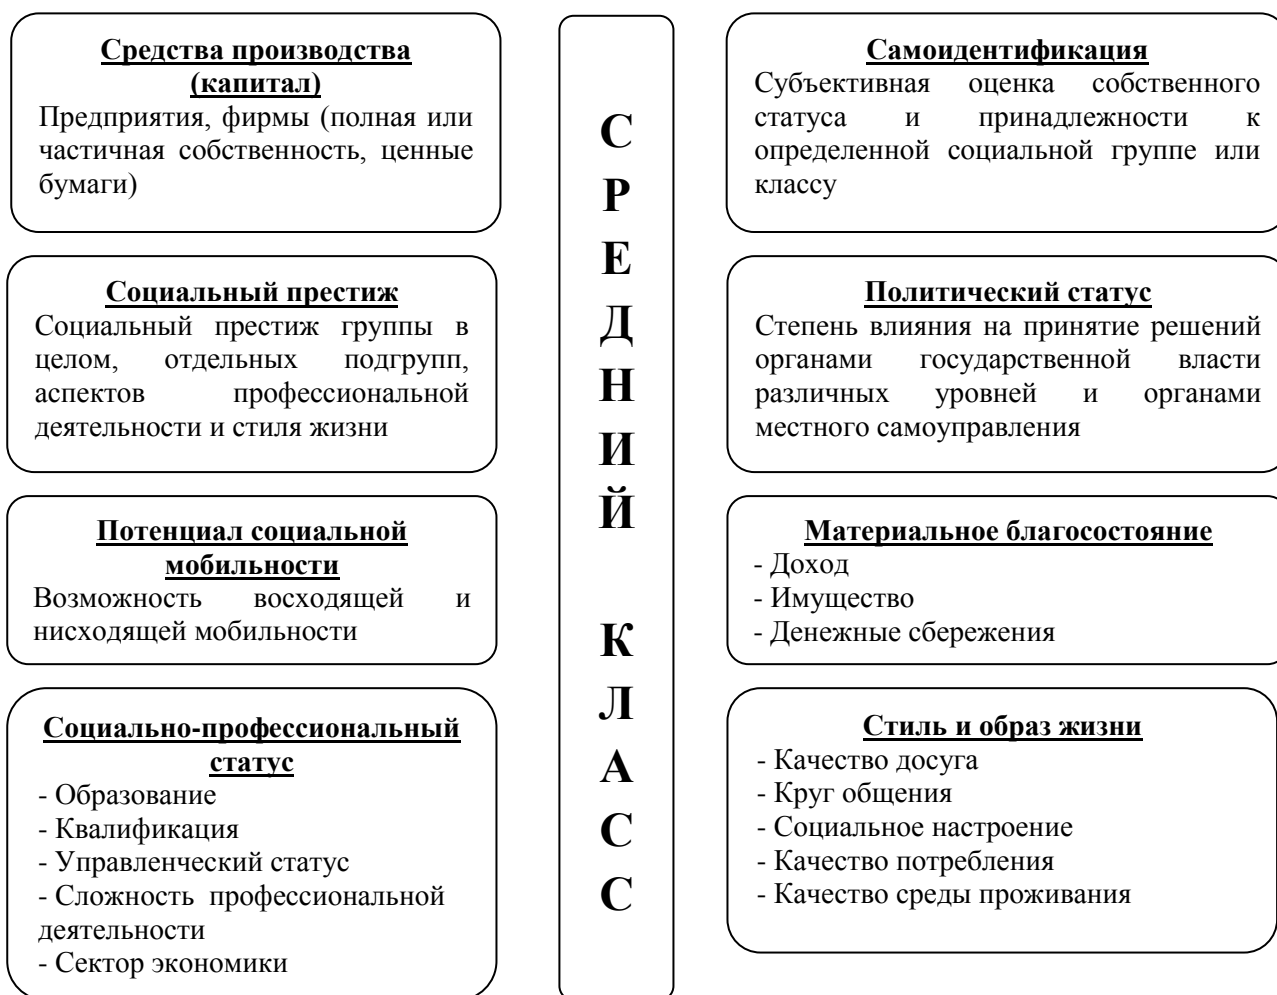 Средства производства
(капитал)
Предприятия, фирмы (полная или
частичная собственность, ценные
бумаги)
Социальный престиж
Социальный престиж группы в
целом, отдельных подгрупп,
аспектов профессиональной
деятельности и стиля жизни
Потенциал социальной
мобильности
Возможность восходящей и
нисходящей мобильности
Социально-профессиональный
статус
- Образование
- Квалификация
- Управленческий статус
- Сложность профессиональной
деятельности
- Сектор экономики
С
Р
Е
Д
Н
И
Й
К
Л
А
С
С
Самоидентификация
Субъективная оценка собственного
статуса и принадлежности к
определенной социальной группе или
классу
Политический статус
Степень влияния на принятие решений
органами государственной власти
различных уровней и органами
местного самоуправления
Материальное благосостояние
- Доход
- Имущество
- Денежные сбережения
Стиль и образ жизни
- Качество досуга
- Круг общения
- Социальное настроение
- Качество потребления
- Качество среды проживания